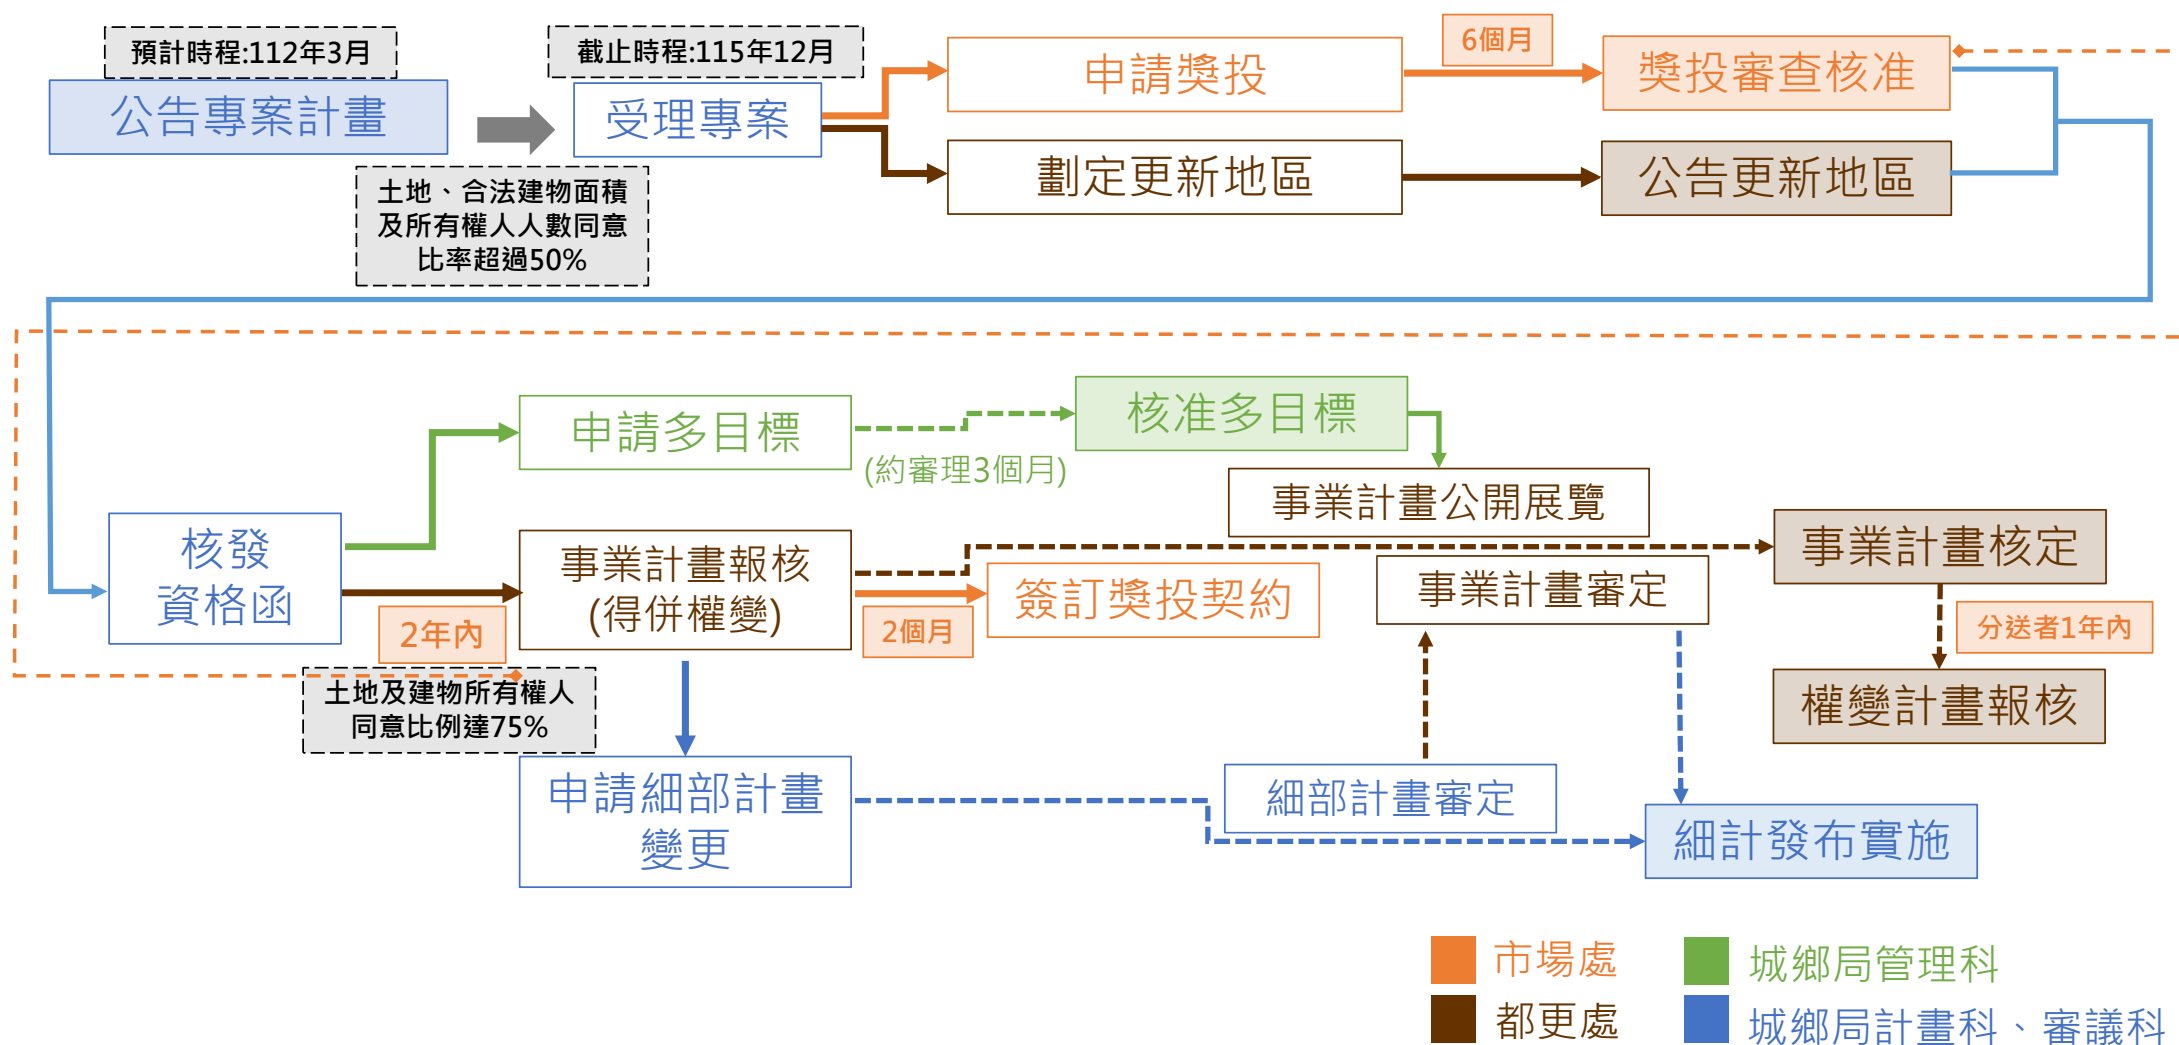 預計時程:112年3月
公告專案計畫
截止時程:115年12月
受理專案
土地、合法建物面積
及所有權人人數同意
比率超過50%
申請獎投
6個月
獎投審查核准
劃定更新地區
公告更新地區
申請多目標
(約審理3個月)
核准多目標
事業計畫公開展覽
核發
資格函
2年內
事業計畫報核
(得併權變)
2個月
簽訂獎投契約
事業計畫審定
事業計畫核定
分送者1年內
權變計畫報核
土地及建物所有權人
同意比例達75%
申請細部計畫
變更
細部計畫審定
細計發布實施
市場處
城鄉局管理科
都更處
城鄉局計畫科、審議科